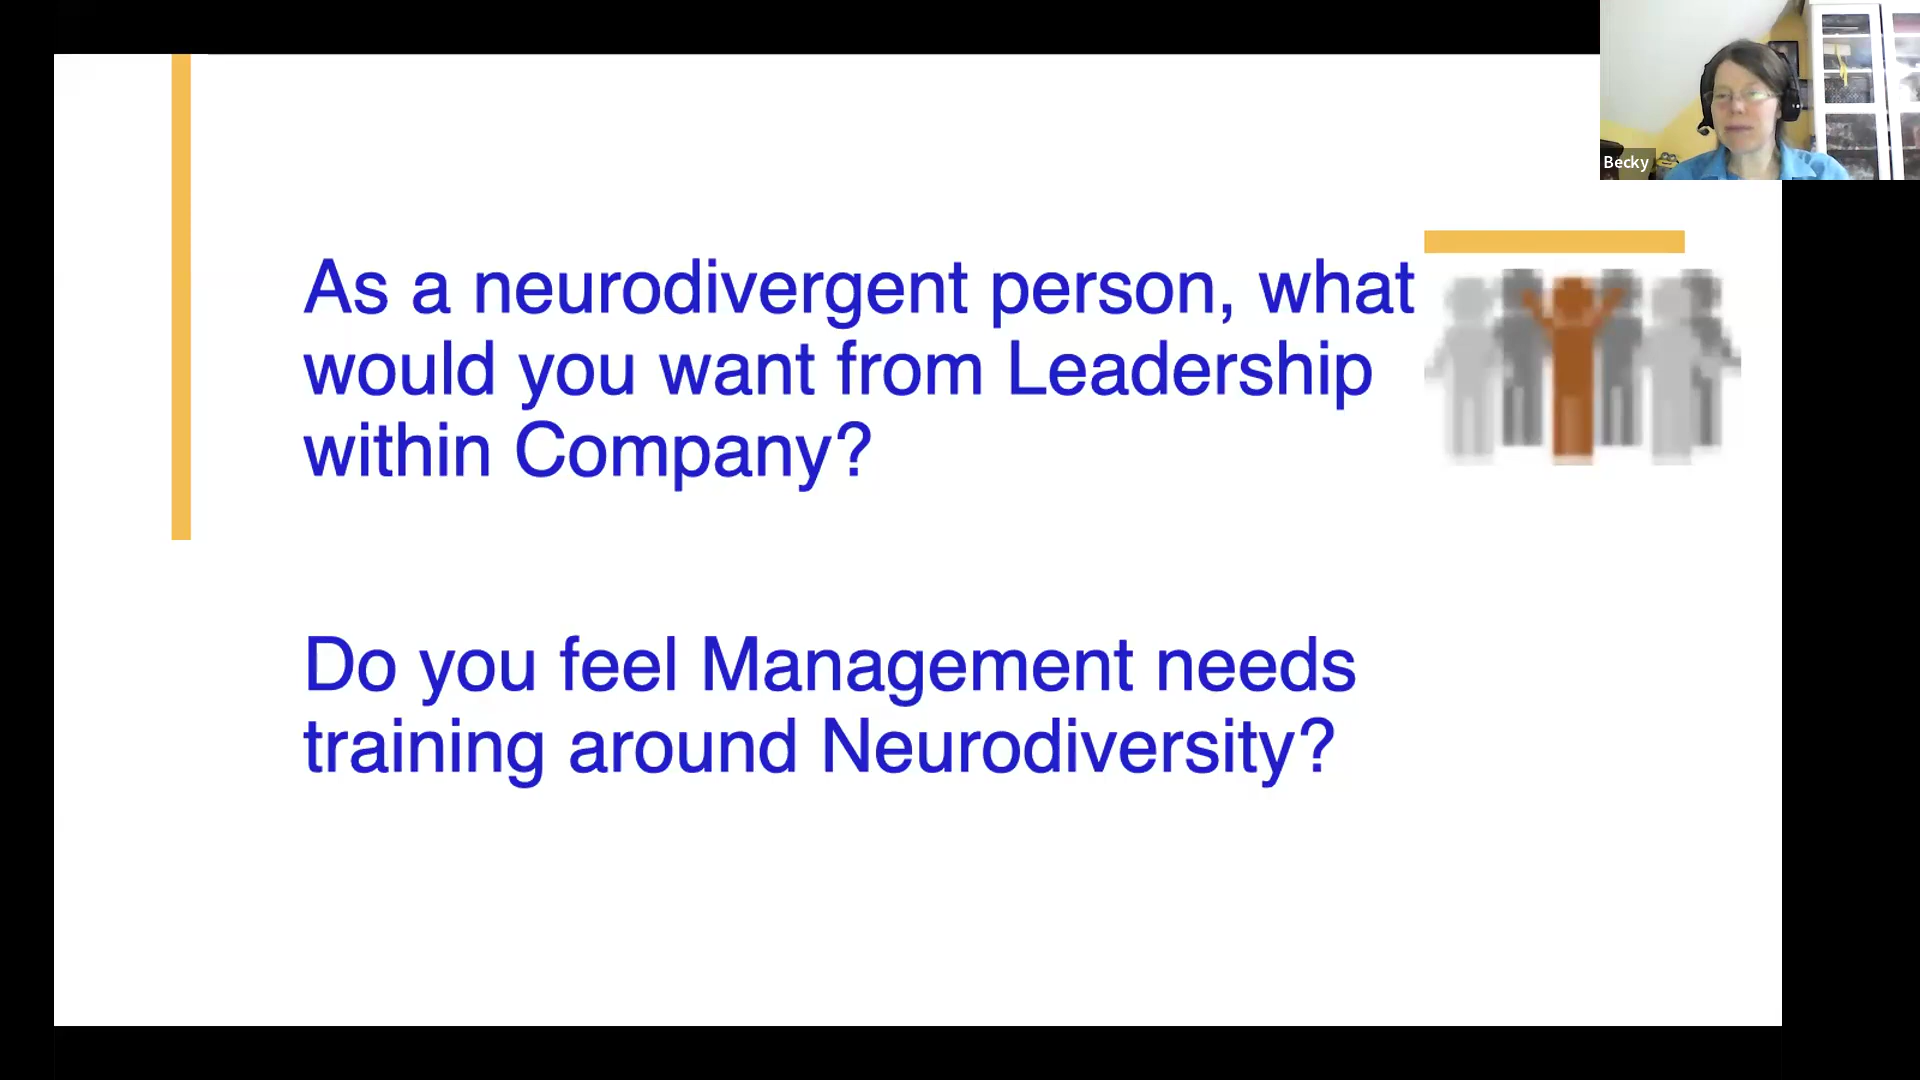 As a neurodivergent person, what
would you want from Leadership
within Company?
Do you feel Management needs
training around Neurodiversity?
Becky